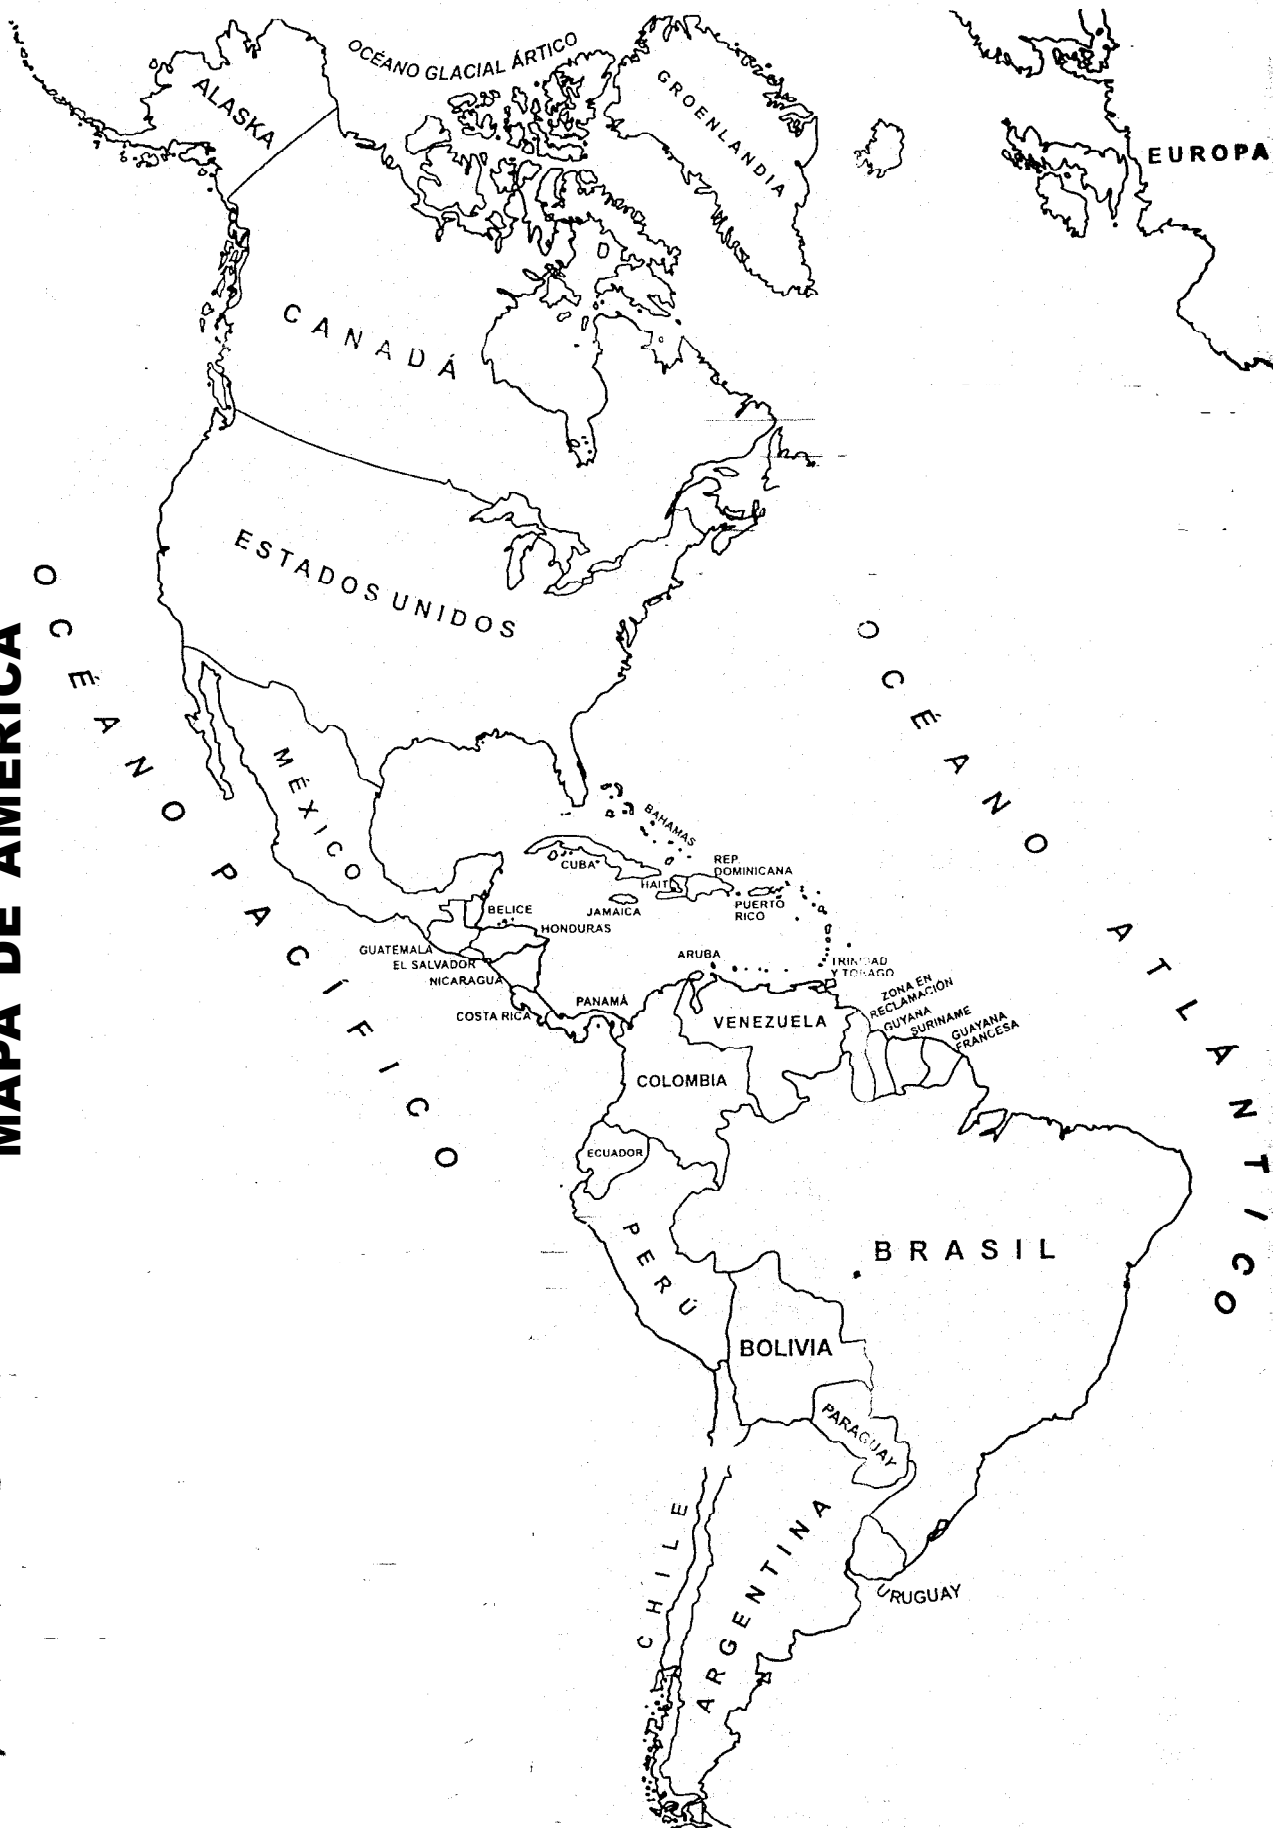 MAPA DE AMÉRICA
OCÉANO GLACIAL ÁRTICO
ALASKA
GROENLANDIA
EUROPA
CANADÁ
ESTADOS UNIDOS
OCÉANO PACÍFICO
OCÉANO ATLÁNTICO
MÉXICO
BAHAMAS
CUBA
REP.
DOMINICANA
HAITÍ
JAMAICA
PUERTO
RICO
BELICE
HONDURAS
GUATEMALA
EL SALVADOR
NICARAGUA
COSTA RICA
PANAMÁ
ARUBA
TRINIDAD
Y TOBAGO
VENEZUELA
ZONA EN
RECLAMACIÓN
GUYANA
SURINAME
GUAYANA
FRANCESA
COLOMBIA
ECUADOR
PERÚ
BRASIL
BOLIVIA
PARAGUAY
CHILE
ARGENTINA
URUGUAY